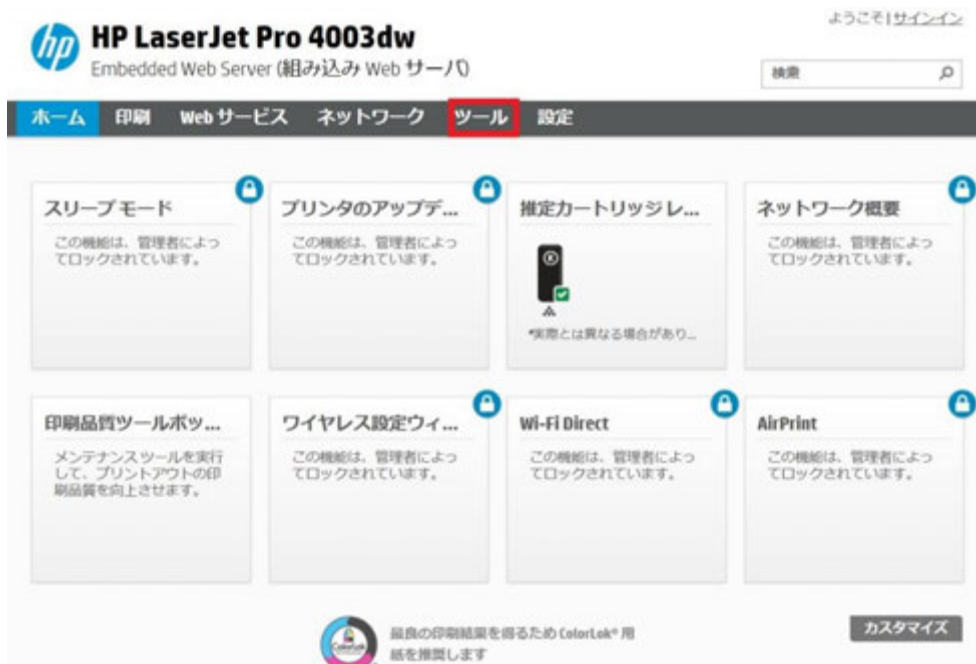 ようこそ|サインイン
hp
HP LaserJet Pro 4003dw
Embedded Web Server (組み込み Web サーバ)
検索
ホーム 印刷 Web サービス ネットワーク ツール 設定
スリープ モード
この機能は、管理者によっ
てロックされています。
プリンタのアップデ...
この機能は、管理者によっ
てロックされています。
推定カートリッジ レ...
K
*実際とは異なる場合があり...
ネットワーク概要
この機能は、管理者によっ
てロックされています。
印刷品質ツールボッ...
メンテナンス ツールを実行
して、プリントアウトの印
刷品質を向上させます。
ワイヤレス設定ウィ...
この機能は、管理者によっ
てロックされています。
Wi-Fi Direct
この機能は、管理者によっ
てロックされています。
AirPrint
この機能は、管理者によっ
てロックされています。
ColorLok
最良の印刷結果を得るため ColorLok® 用
紙を推奨します
カスタマイズ